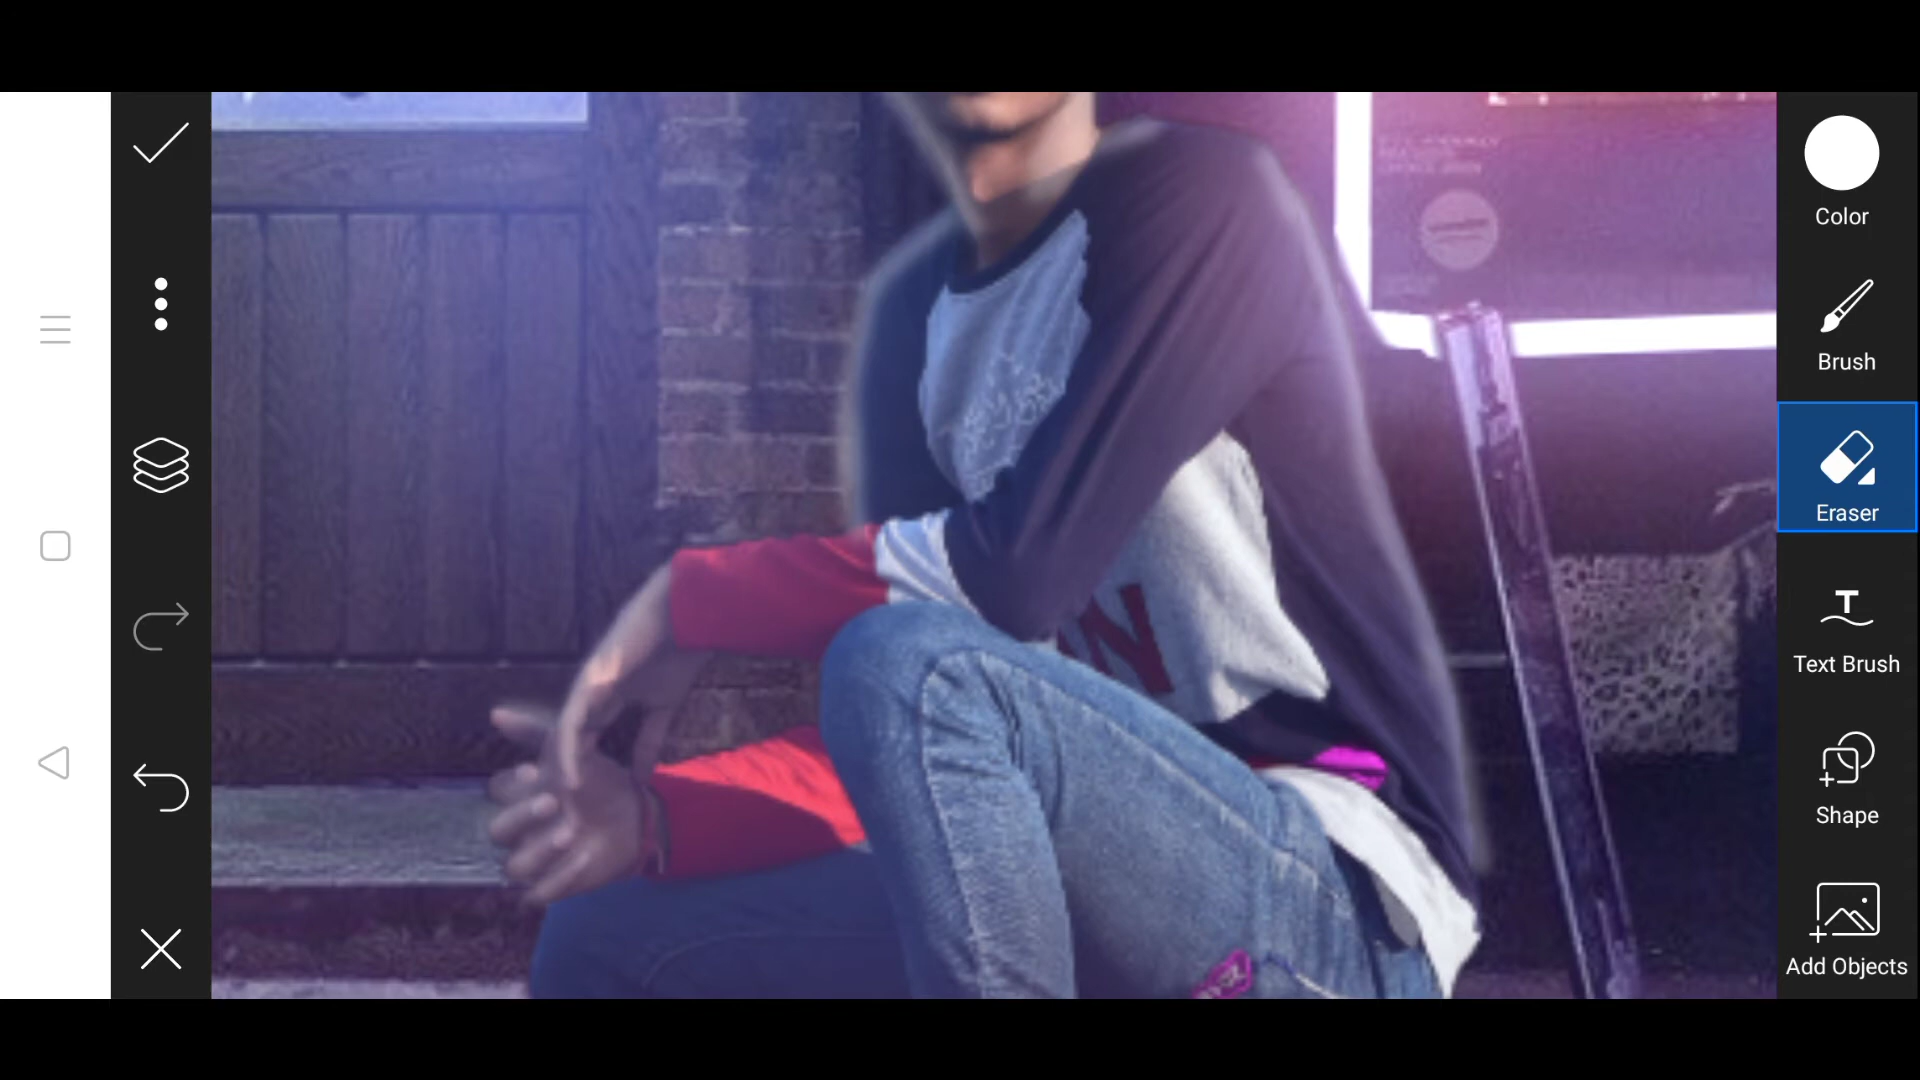 Color
Brush
Eraser
T
Text Brush
Shape
Add Objects